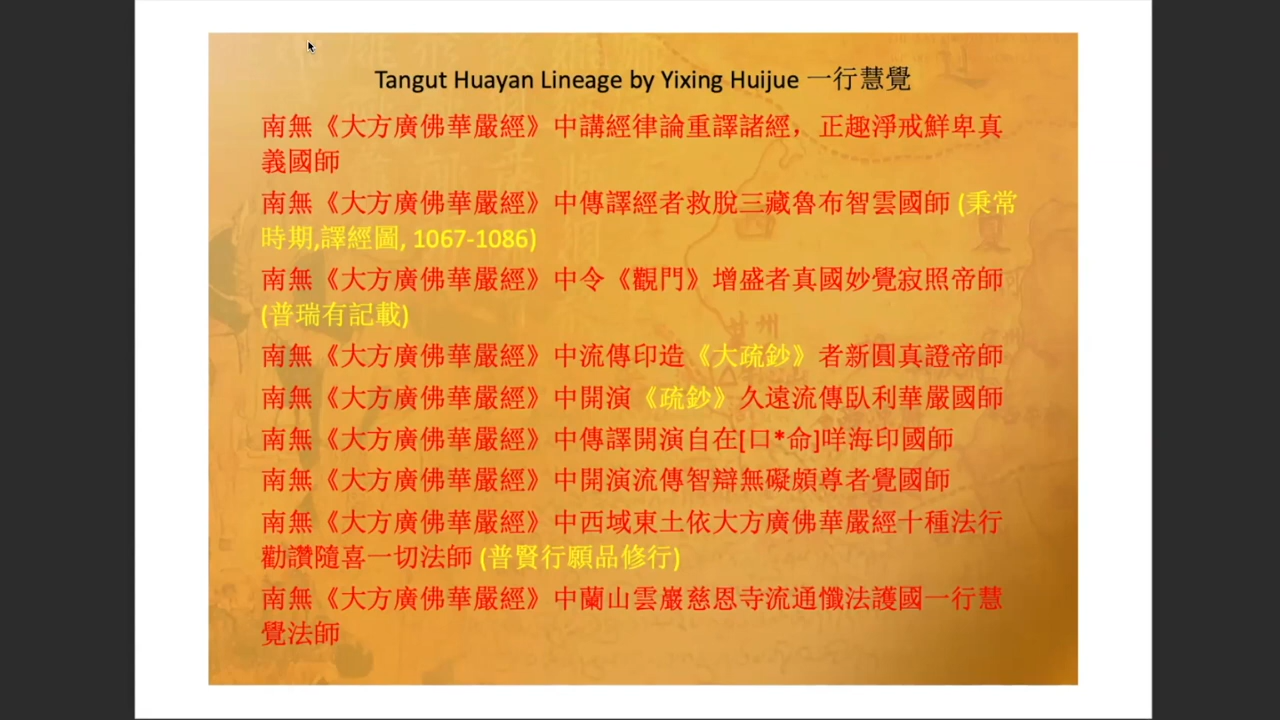 Tangut Huayan Lineage by Yixing Huijue 一行慧覺
南無《大方廣佛華嚴經》中講經律論重譯諸經，正趣淨戒鮮卑真
義國師
南無《大方廣佛華嚴經》中傳譯經者救脫三藏魯布智雲國師 (秉常
時期,譯經圖, 1067-1086)
南無《大方廣佛華嚴經》中令《觀門》增盛者真國妙覺寂照帝師
(普瑞有記載)
南無《大方廣佛華嚴經》中流傳印造《大疏鈔》者新圓真證帝師
南無《大方廣佛華嚴經》中開演《疏鈔》久遠流傳臥利華嚴國師
南無《大方廣佛華嚴經》中傳譯開演自在[口*命]咩海印國師
南無《大方廣佛華嚴經》中開演流傳智辯無礙頗尊者覺國師
南無《大方廣佛華嚴經》中西域東土依大方廣佛華嚴經十種法行
勸讚隨喜一切法師 (普賢行願品修行)
南無《大方廣佛華嚴經》中蘭山雲巖慈恩寺流通懺法護國一行慧
覺法師